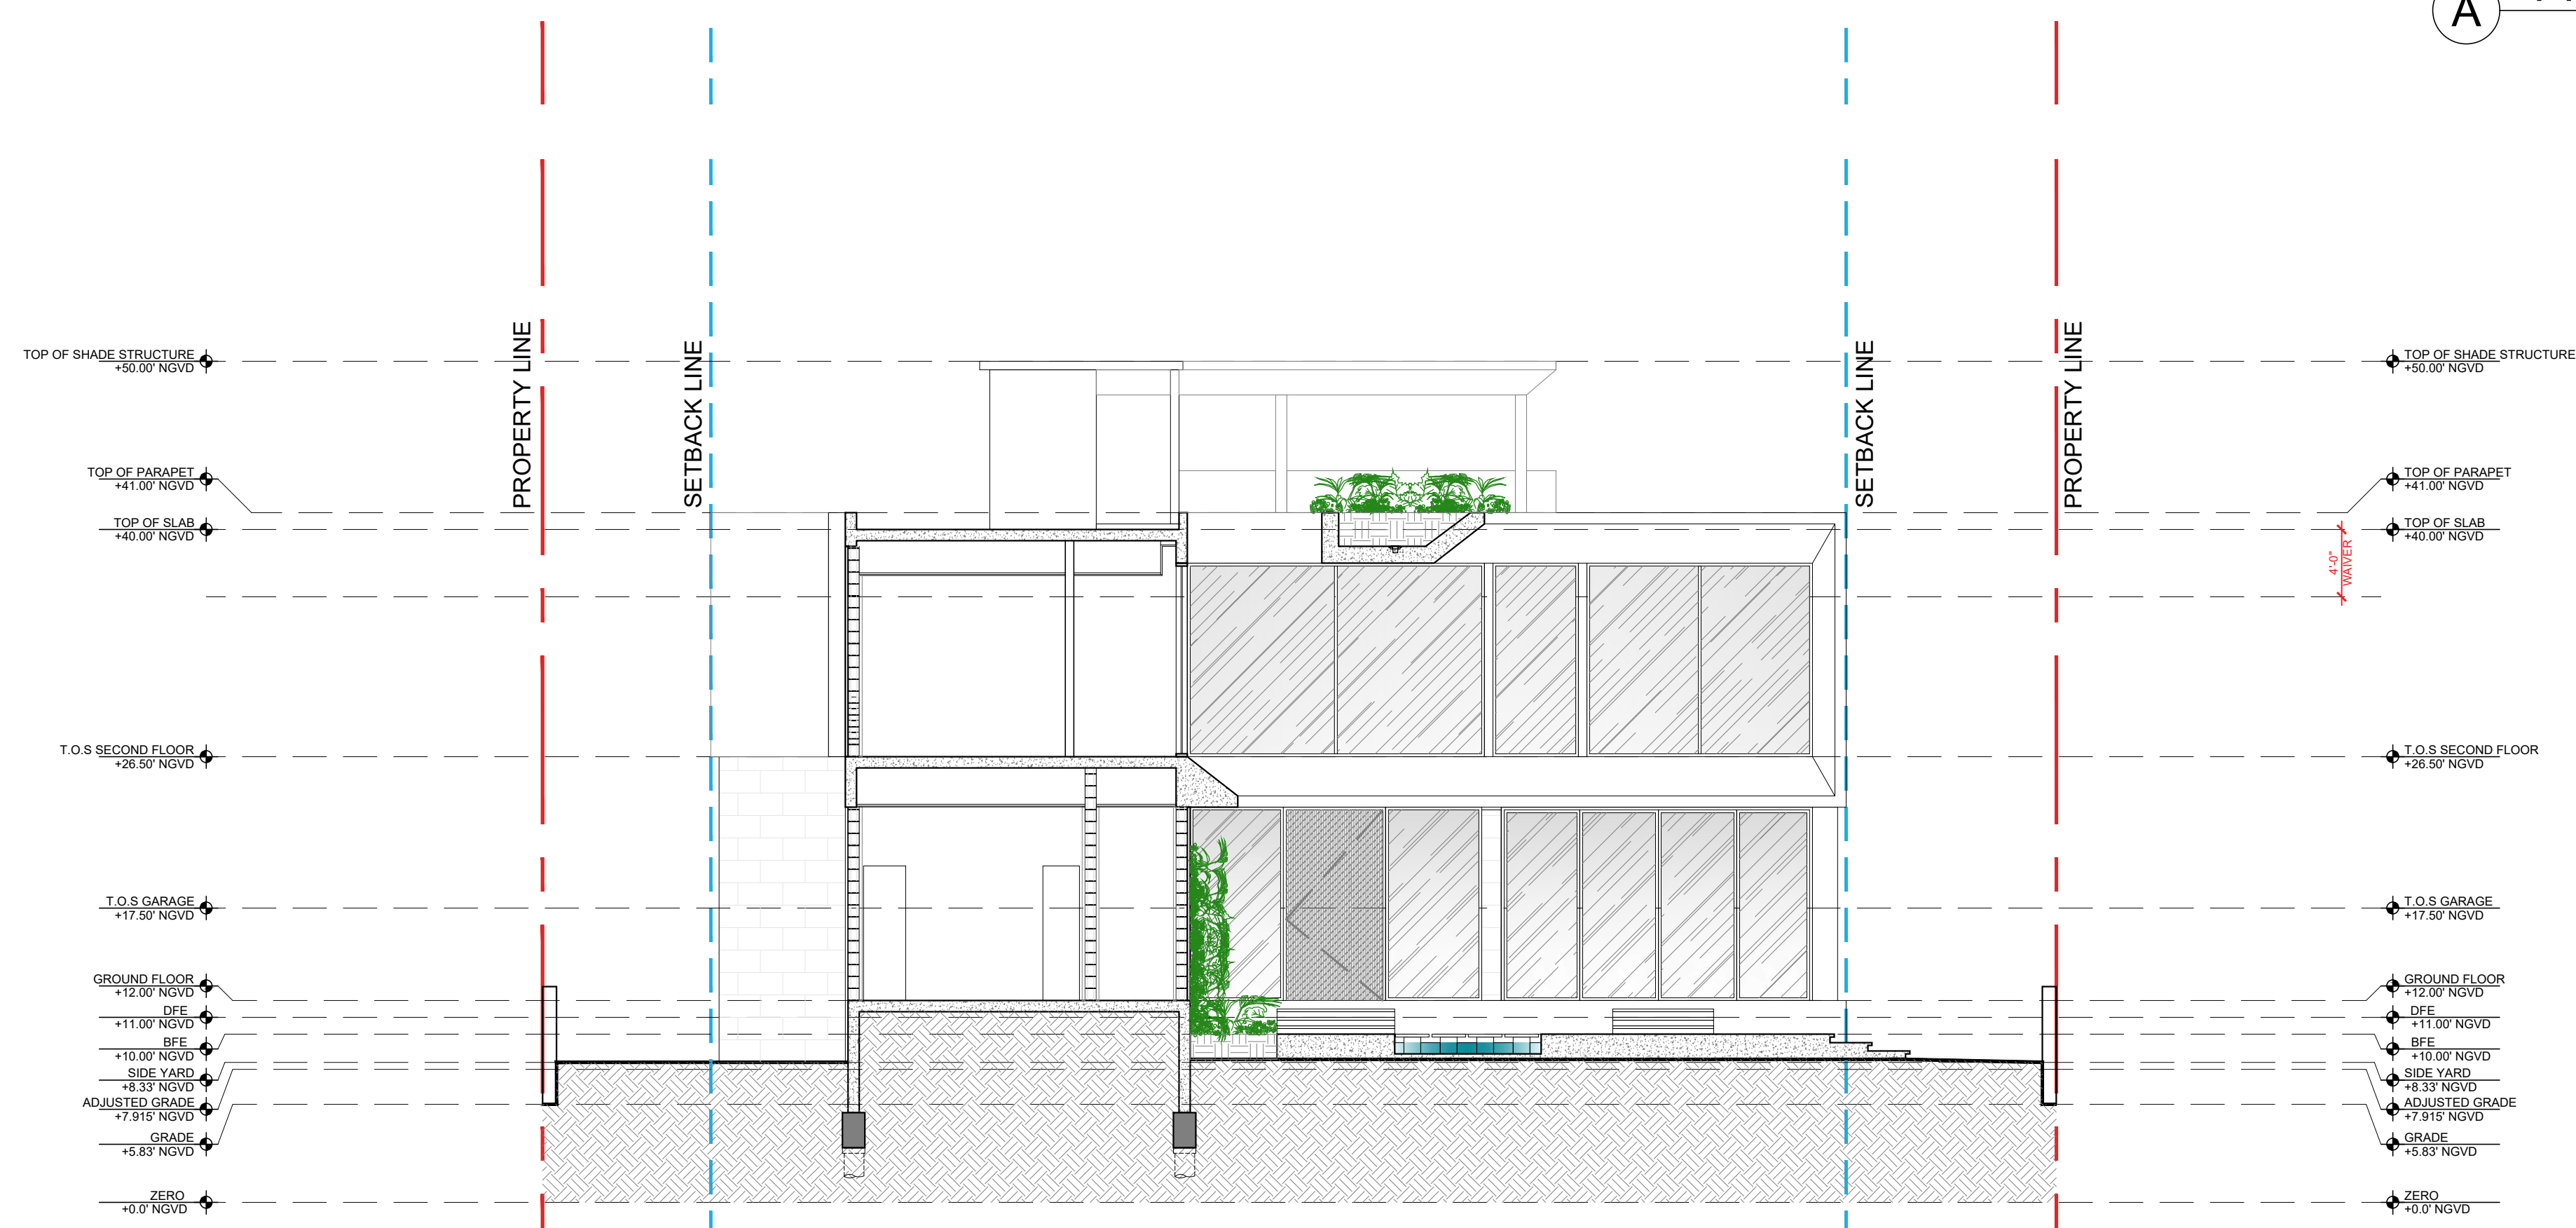 A
PROPERTY LINE
SETBACK LINE
SETBACK LINE
PROPERTY LINE
TOP OF SHADE STRUCTURE
+50.00' NGVD
TOP OF PARAPET
+41.00' NGVD
TOP OF SLAB
+40.00' NGVD
T.O.S SECOND FLOOR
+26.50' NGVD
T.O.S GARAGE
+17.50' NGVD
GROUND FLOOR
+12.00' NGVD
DFE
+11.00' NGVD
BFE
+10.00' NGVD
SIDE YARD
+8.33' NGVD
ADJUSTED GRADE
+7.915' NGVD
GRADE
+5.83' NGVD
ZERO
+0.0' NGVD
TOP OF SHADE STRUCTURE
+50.00' NGVD
TOP OF PARAPET
+41.00' NGVD
TOP OF SLAB
+40.00' NGVD
4'-0"
WAIVER
T.O.S SECOND FLOOR
+26.50' NGVD
T.O.S GARAGE
+17.50' NGVD
GROUND FLOOR
+12.00' NGVD
DFE
+11.00' NGVD
BFE
+10.00' NGVD
SIDE YARD
+8.33' NGVD
ADJUSTED GRADE
+7.915' NGVD
GRADE
+5.83' NGVD
ZERO
+0.0' NGVD